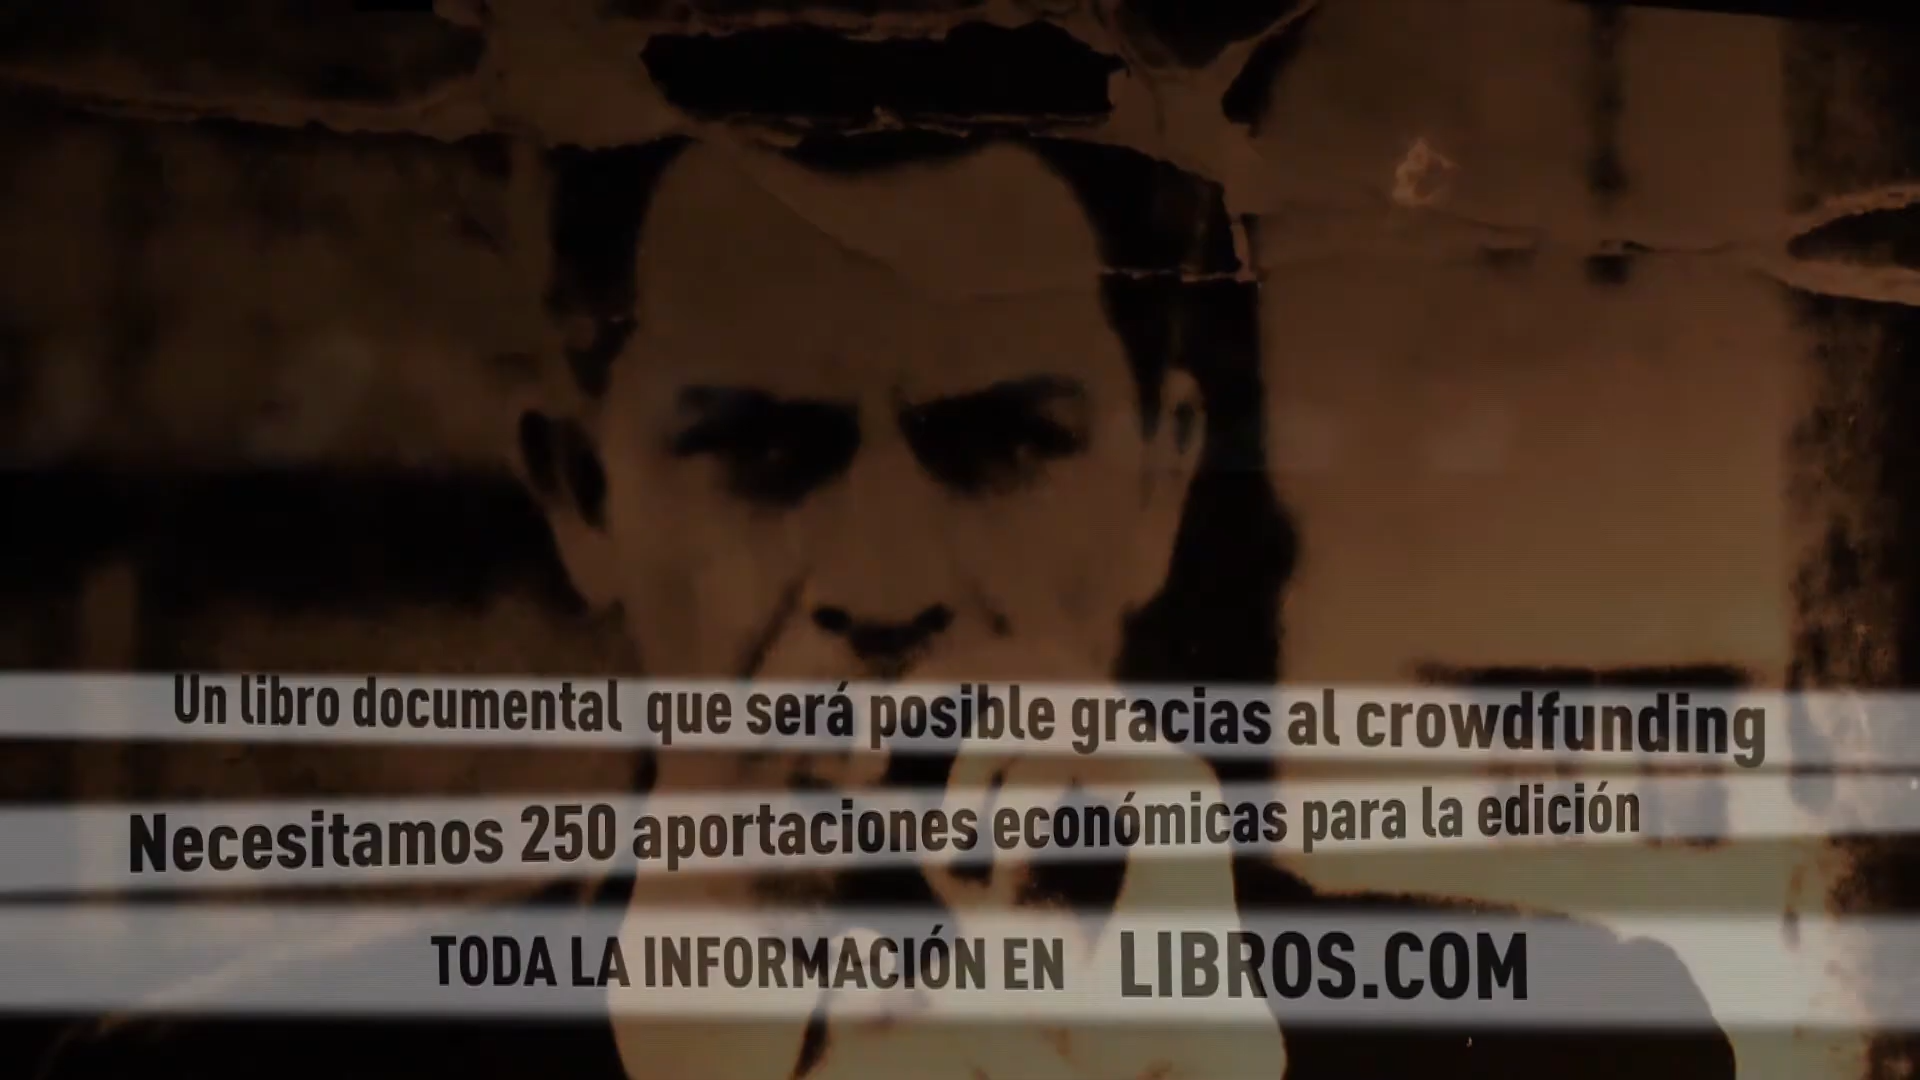 Un libro documental que será posible gracias al crowdfunding
Necesitamos 250 aportaciones económicas para la edición
TODA LA INFORMACIÓN EN LIBROS.COM